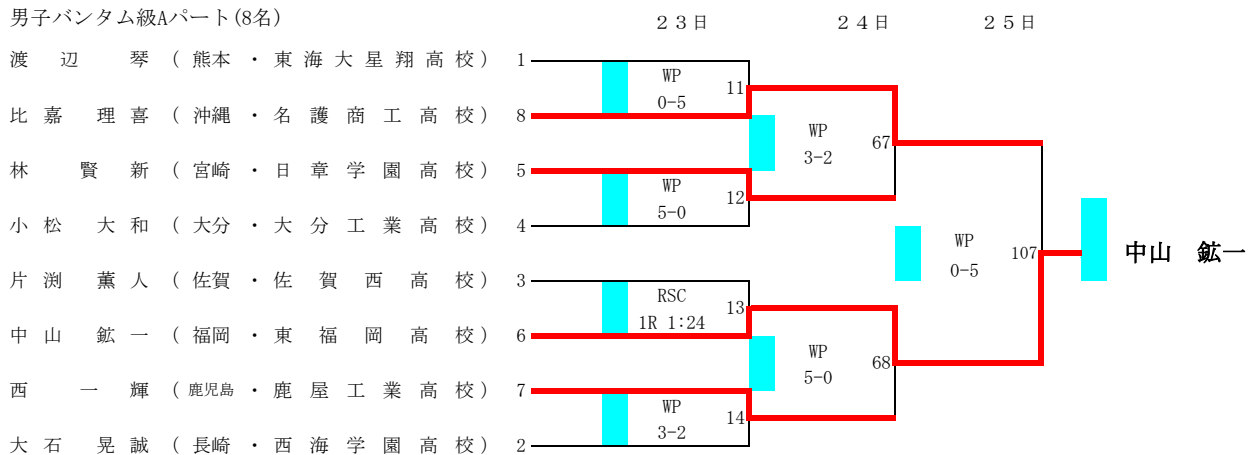 男子バンタム級Aパート(8名)
23日 24日 25日
渡辺 琴 (熊本・東海大星翔高校) 1
WP
0-5
11
比嘉理喜 (沖縄・名護商工高校) 8
WP
3-2
67
林 賢新 (宮崎・日章学園高校) 5
WP
5-0
12
小松大和 (大分・大分工業高校) 4
WP
0-5
107
中山 鉱一
片渕薫人 (佐賀・佐賀西高校) 3
RSC
1R 1:24
13
中山鉱一 (福岡・東福岡高校) 6
WP
5-0
68
西 一輝 (鹿児島・鹿屋工業高校) 7
WP
3-2
14
大石晃誠 (長崎・西海学園高校) 2